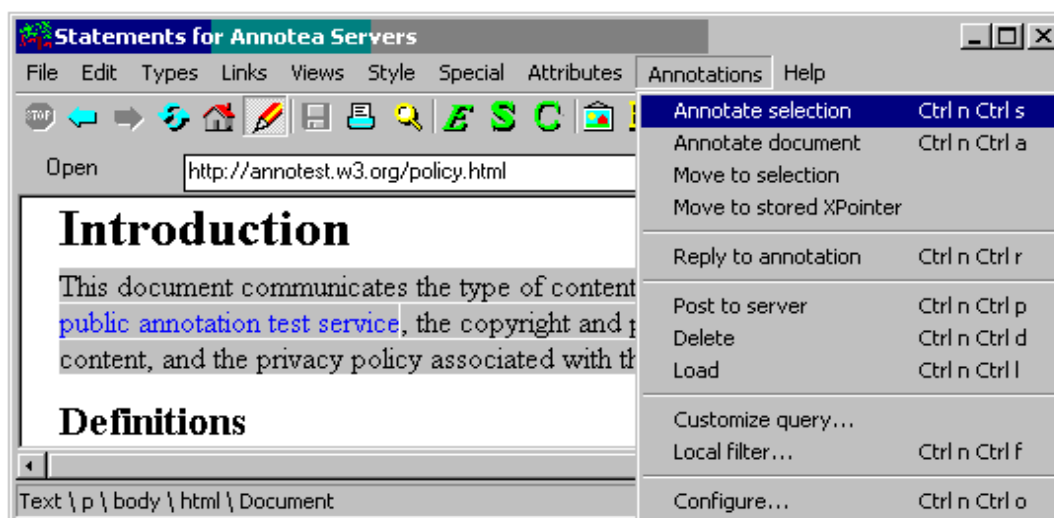 Statements for Annotea Servers
File Edit Types Links Views Style Special Attributes Annotations Help
STOP
E S C
Open http://annotest.w3.org/policy.html
Introduction
This document communicates the type of content
public annotation test service, the copyright and
content, and the privacy policy associated with
Definitions
Text \ p \ body \ html \ Document
Annotate selection Ctrl n Ctrl s
Annotate document Ctrl n Ctrl a
Move to selection
Move to stored XPointer
Reply to annotation Ctrl n Ctrl r
Post to server Ctrl n Ctrl p
Delete Ctrl n Ctrl d
Load Ctrl n Ctrl l
Customize query...
Local filter... Ctrl n Ctrl f
Configure... Ctrl n Ctrl o